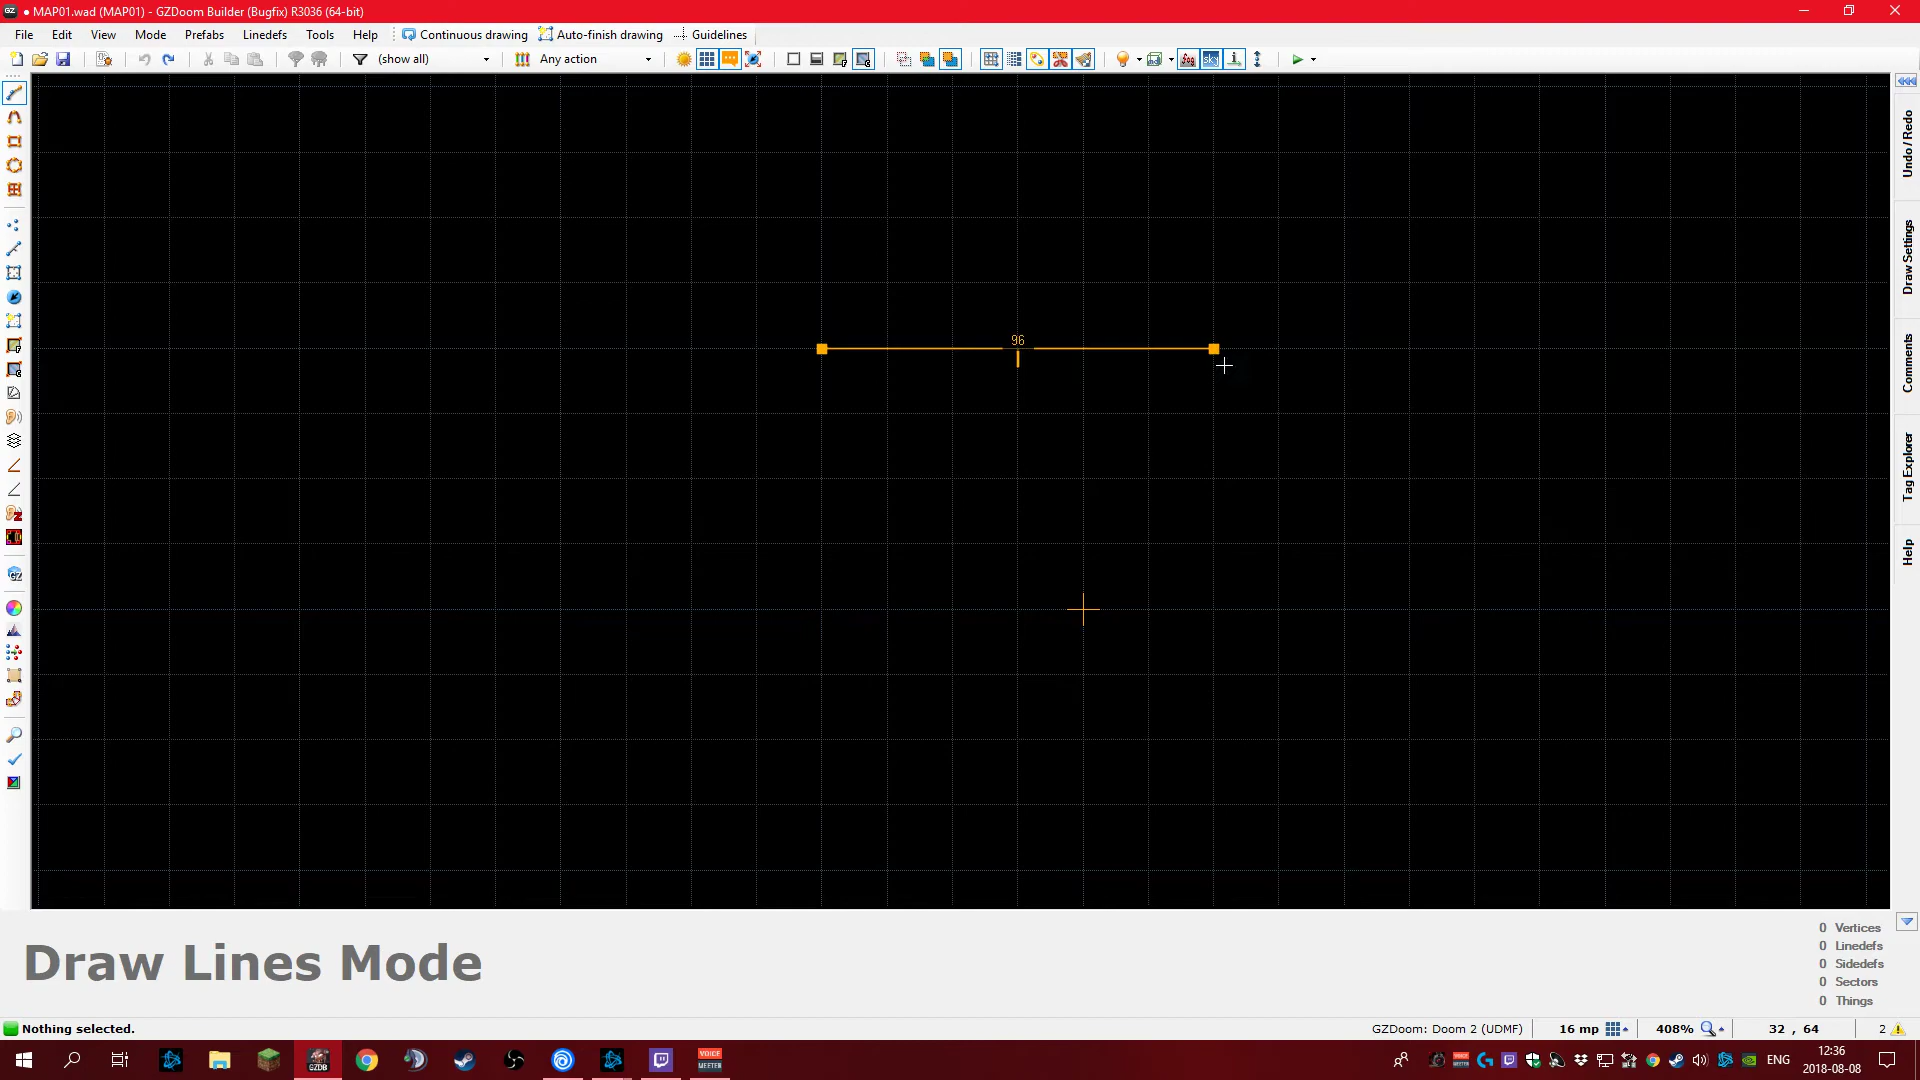 MAP01.wad (MAP01) - GZDoom Builder (Bugfix) R3036 (64-bit)
File Edit View Mode Prefabs Linedefs Tools Help Continuous drawing Auto-finish drawing Guidelines
(show all) Any action
Undo / Redo
Draw Settings
Comments
Tag Explorer
Help
96
Draw Lines Mode
0 Vertices
0 Linedefs
0 Sidedefs
0 Sectors
0 Things
Nothing selected. GZDoom: Doom 2 (UDMF) 16 mp 408% 32 , 64 2
GZDB VOICE MEETER ENG 12:36
2018-08-08